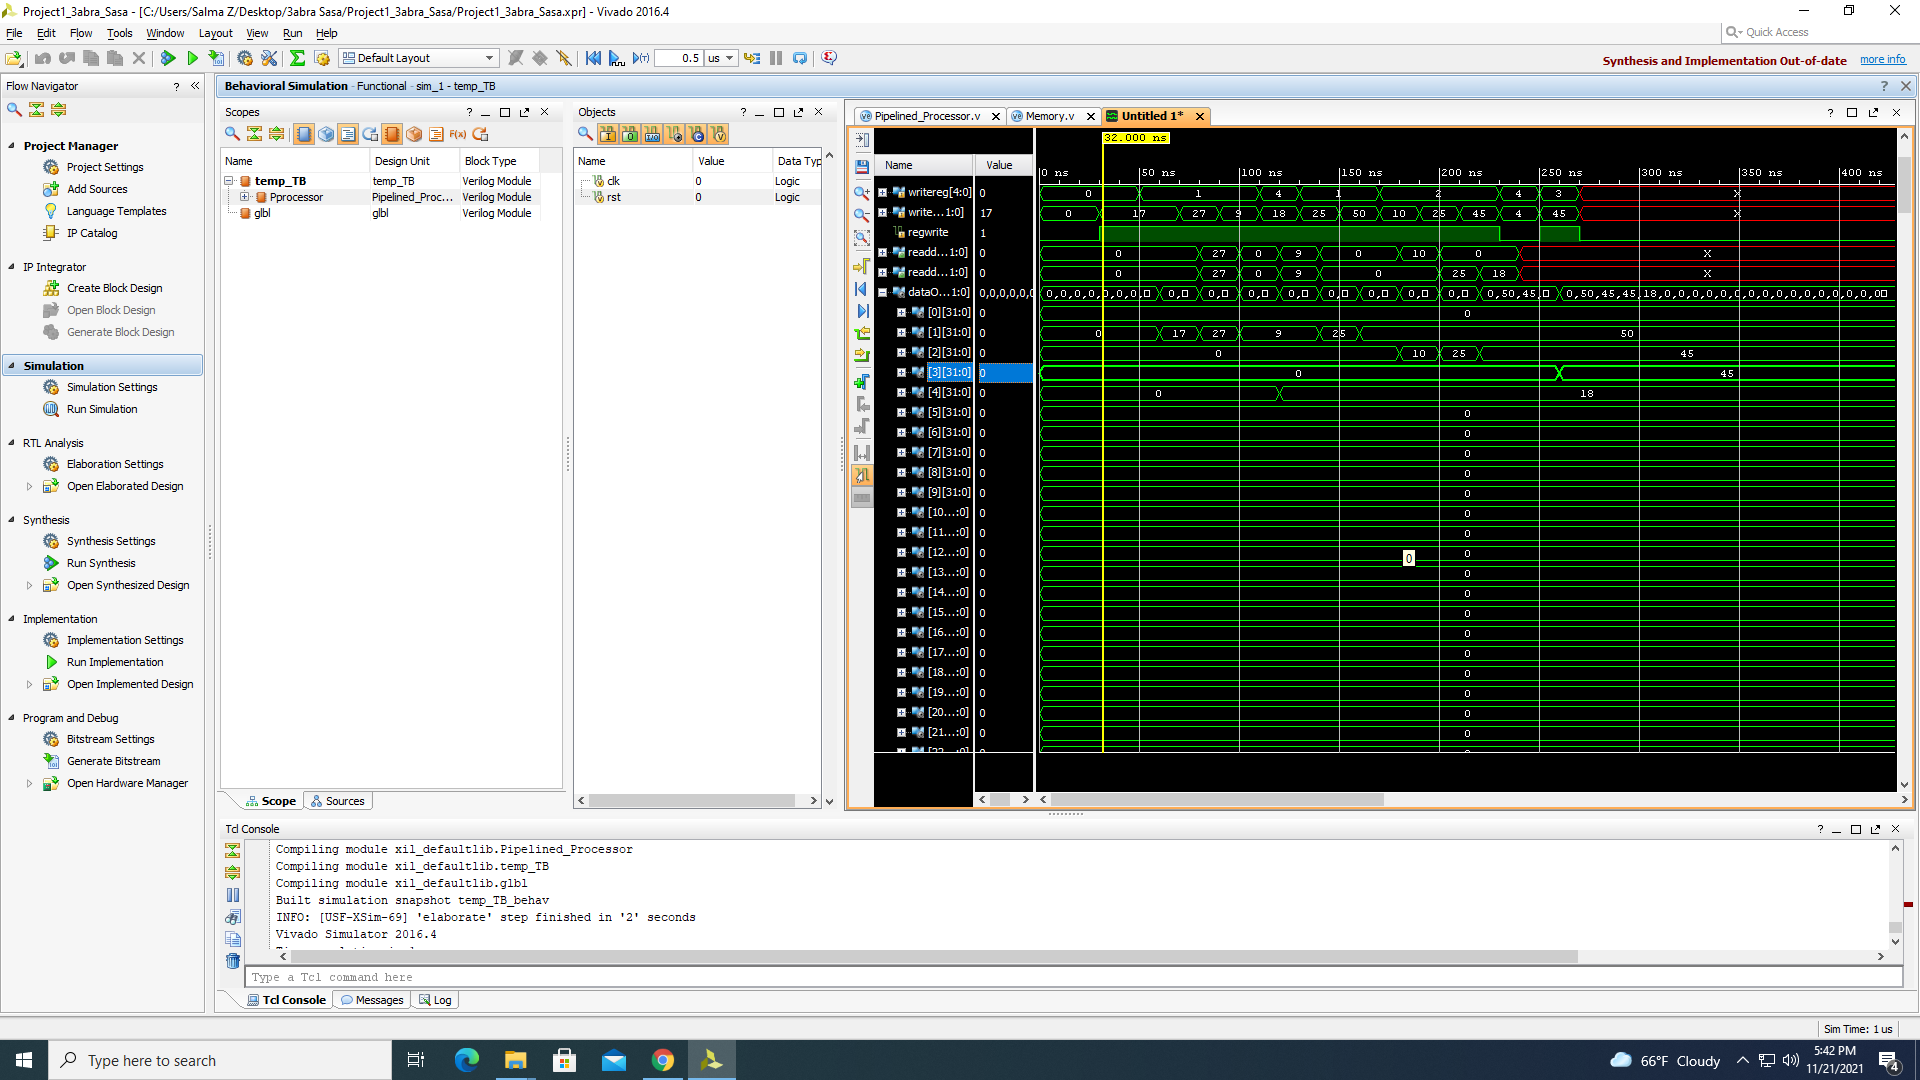 Project1_3abra_Sasa - [C:/Users/Salma Z/Desktop/3abra Sasa/Project1_3abra_Sasa/Project1_3abra_Sasa.xpr] - Vivado 2016.4
File Edit Flow Tools Window Layout View Run Help
Quick Access
Default Layout 0.5 us
Synthesis and Implementation Out-of-date more info
Flow Navigator
Project Manager
Project Settings
Add Sources
Language Templates
IP Catalog
IP Integrator
Create Block Design
Open Block Design
Generate Block Design
Simulation
Simulation Settings
Run Simulation
RTL Analysis
Elaboration Settings
Open Elaborated Design
Synthesis
Synthesis Settings
Run Synthesis
Open Synthesized Design
Implementation
Implementation Settings
Run Implementation
Open Implemented Design
Program and Debug
Bitstream Settings
Generate Bitstream
Open Hardware Manager
Behavioral Simulation - Functional - sim_1 - temp_TB
Scopes
Name Design Unit Block Type
temp_TB temp_TB Verilog Module
Pprocessor Pipelined_Proc... Verilog Module
glbl glbl Verilog Module
Scope Sources
Objects
Name Value Data Typ
clk 0 Logic
rst 0 Logic
Pipelined_Processor.v Memory.v Untitled 1*
32.000 ns
Name Value
0 ns 50 ns 100 ns 150 ns 200 ns 250 ns 300 ns 350 ns 400 ns
writereg[4:0] 0 0 1 4 1 2 4 3 X
write...1:0] 17 0 17 27 9 18 25 50 10 25 45 4 45 X
regwrite 1
readd...1:0] 0 0 27 0 9 0 10 0 X
readd...1:0] 0 0 27 0 9 0 25 18 X
dataO...1:0] 0,0,0,0,0,0 0,0,0,0,0,0,0,0 0,0 0,0 0,0 0,0 0,0 0,0 0,0 0,0 0,50,45,0 0,50,45,45,18,0,0,0,0,0,0,0,0,0,0,0,0,0,0,00
[0][31:0] 0 0
[1][31:0] 0 0 17 27 9 25 50
[2][31:0] 0 0 10 25 45
[3][31:0] 0 0 45
[4][31:0] 0 0 18
[5][31:0] 0 0
[6][31:0] 0 0
[7][31:0] 0 0
[8][31:0] 0 0
[9][31:0] 0 0
[10...:0] 0 0
[11...:0] 0 0
[12...:0] 0 0 0
[13...:0] 0 0
[14...:0] 0 0
[15...:0] 0 0
[16...:0] 0 0
[17...:0] 0 0
[18...:0] 0 0
[19...:0] 0 0
[20...:0] 0 0
[21...:0] 0 0
Tcl Console
Compiling module xil_defaultlib.Pipelined_Processor
Compiling module xil_defaultlib.temp_TB
Compiling module xil_defaultlib.glbl
Built simulation snapshot temp_TB_behav
INFO: [USF-XSim-69] 'elaborate' step finished in '2' seconds
Vivado Simulator 2016.4
Type a Tcl command here
Tcl Console Messages Log
Sim Time: 1 us
Type here to search
66°F Cloudy
5:42 PM
11/21/2021
4